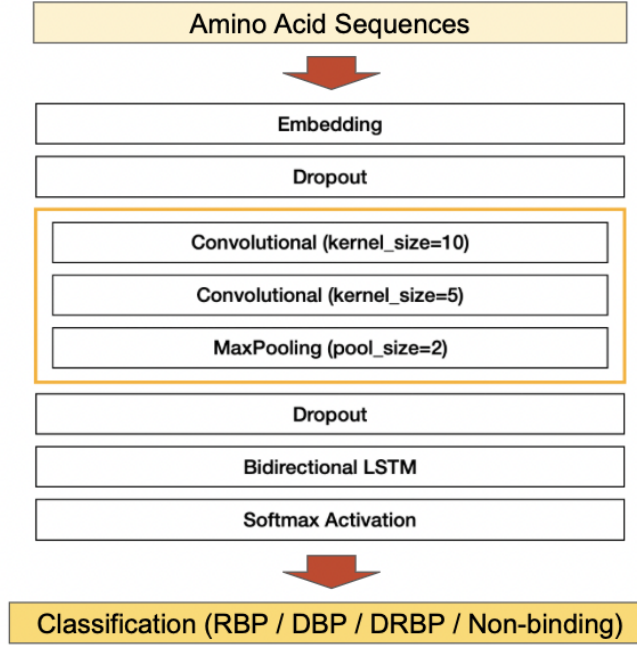 Amino Acid Sequences
Embedding
Dropout
Convolutional (kernel_size=10)
Convolutional (kernel_size=5)
MaxPooling (pool_size=2)
Dropout
Bidirectional LSTM
Softmax Activation
Classification (RBP / DBP / DRBP / Non-binding)